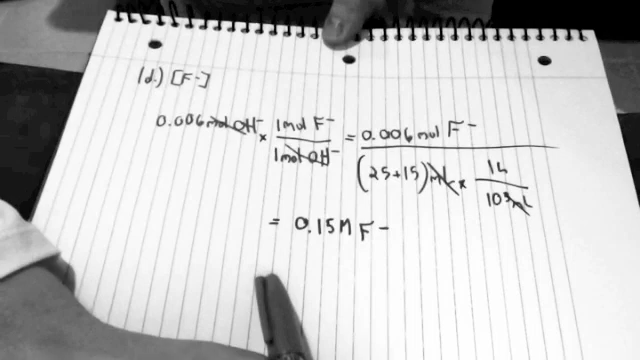 (d.) [F-]
0.006 mol OH- x 1 mol F- / 1 mol OH- = 0.006 mol F- / (25+15) mL x 1L / 10³ mL
= 0.15M F-